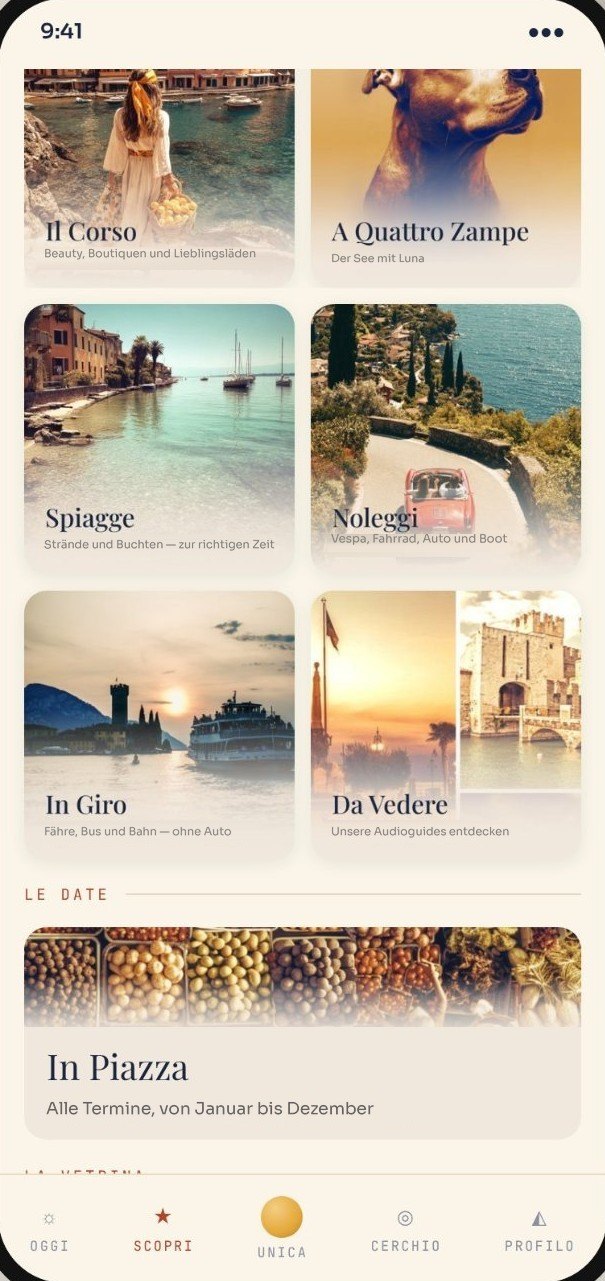 9:41
Il Corso
Beauty, Boutiquen und Lieblingsläden
A Quattro Zampe
Der See mit Luna
Spiagge
Strände und Buchten — zur richtigen Zeit
Noleggi
Vespa, Fahrrad, Auto und Boot
In Giro
Fähre, Bus und Bahn — ohne Auto
Da Vedere
Unsere Audioguides entdecken
LE DATE
In Piazza
Alle Termine, von Januar bis Dezember
LA VETRINA
OGGI
SCOPRI
UNICA
CERCHIO
PROFILO